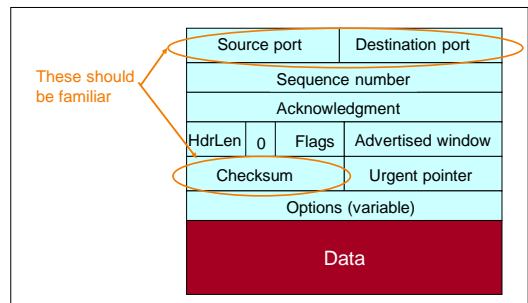 Source port Destination port
These should
be familiar
Sequence number
Acknowledgment
HdrLen 0 Flags Advertised window
Checksum Urgent pointer
Options (variable)
Data